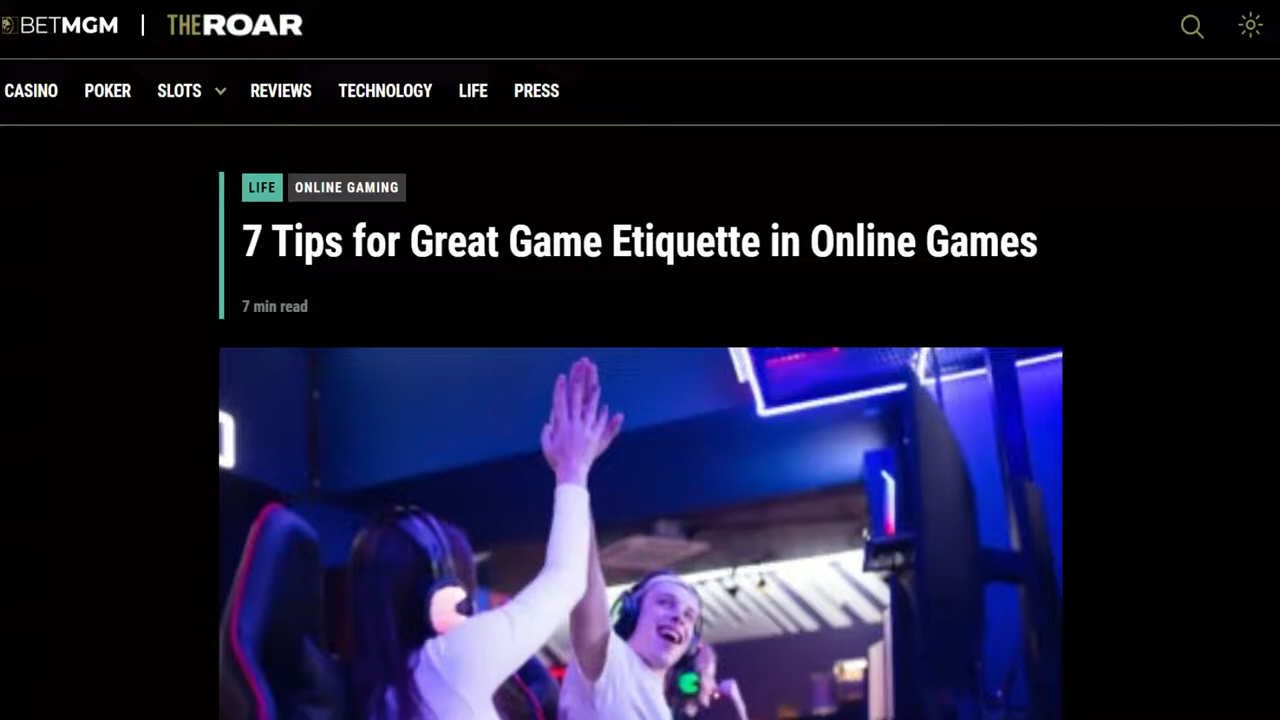 BETMGM | THEROAR
CASINO POKER SLOTS REVIEWS TECHNOLOGY LIFE PRESS
LIFE ONLINE GAMING
7 Tips for Great Game Etiquette in Online Games
7 min read